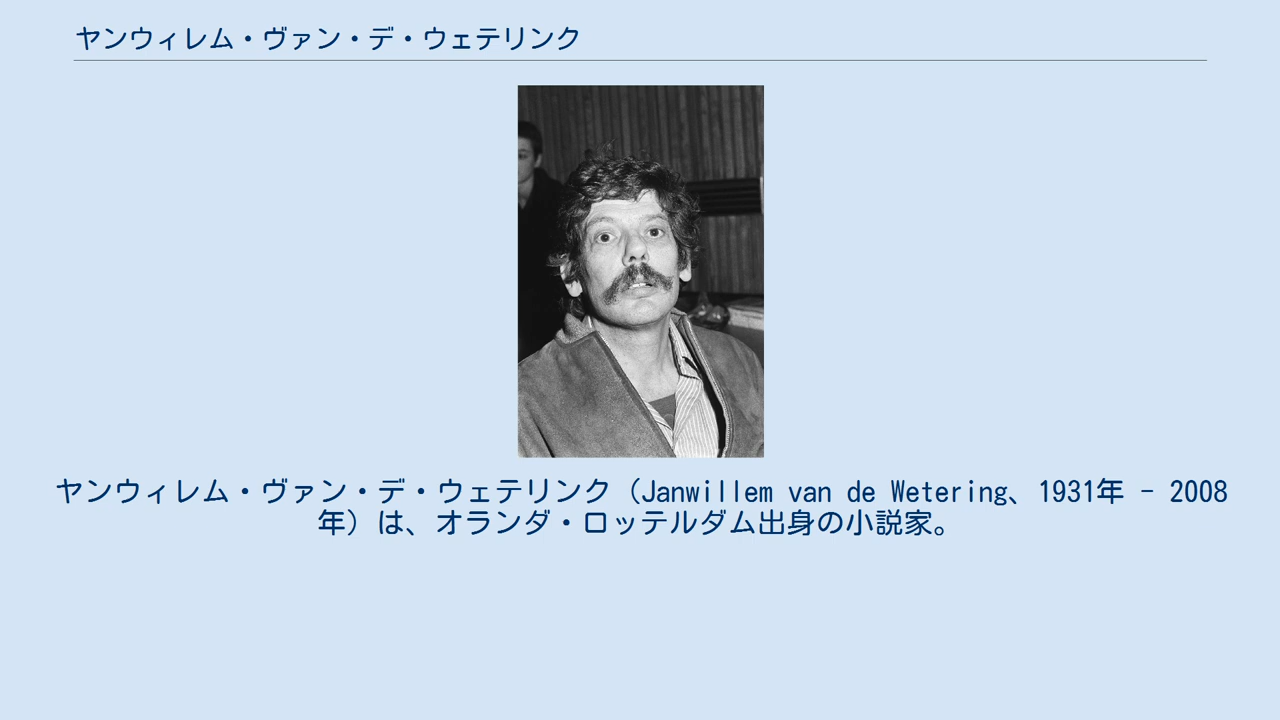 ヤンウィレム・ヴァン・デ・ウェテリンク
ヤンウィレム・ヴァン・デ・ウェテリンク（Janwillem van de Wetering、1931年 - 2008
年）は、オランダ・ロッテルダム出身の小説家。